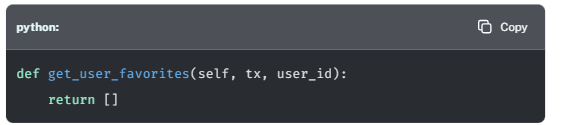 python:
Copy
def get_user_favorites(self, tx, user_id):
    return []